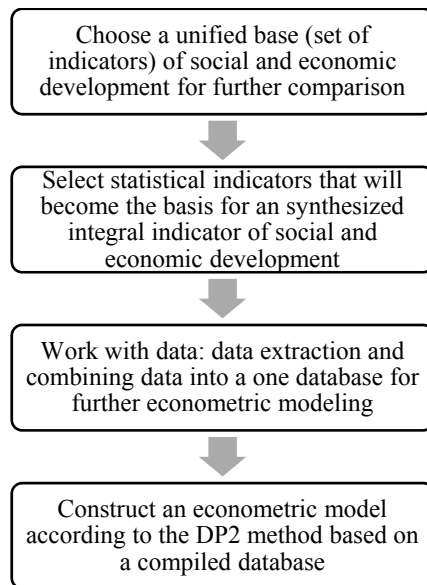 Choose a unified base (set of
indicators) of social and economic
development for further comparison
Select statistical indicators that will
become the basis for an synthesized
integral indicator of social and
economic development
Work with data: data extraction and
combining data into a one database for
further econometric modeling
Construct an econometric model
according to the DP2 method based on
a compiled database